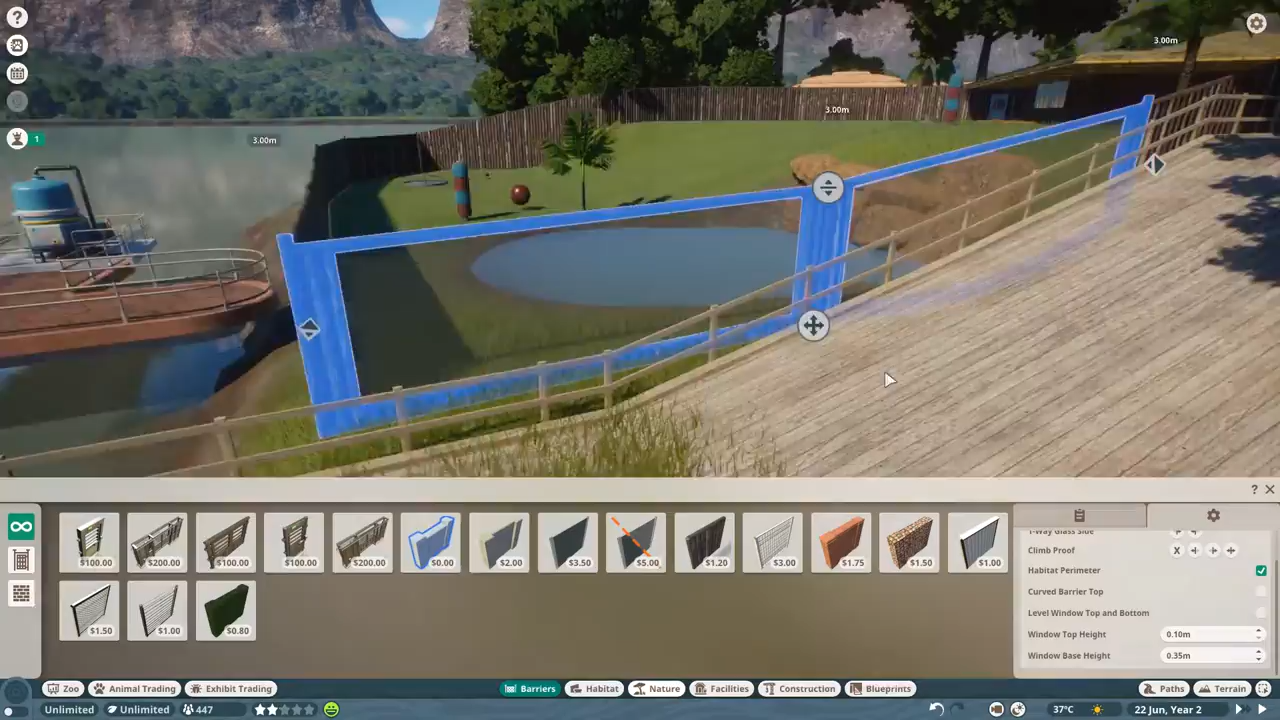 ?
3.00m
3.00m
1
3.00m
?
$100.00
$200.00
$100.00
$100.00
$200.00
$0.00
$2.00
$3.50
$5.00
$1.20
$3.00
$1.75
$1.50
$1.00
1-Way Glass Side
Climb Proof
X
Habitat Perimeter
Curved Barrier Top
$1.50
$1.00
$0.80
Level Window Top and Bottom
Window Top Height
0.10m
Window Base Height
0.35m
Zoo
Animal Trading
Exhibit Trading
Barriers
Habitat
Nature
Facilities
Construction
Blueprints
Paths
Terrain
Unlimited
Unlimited
447
37°C
22 Jun, Year 2